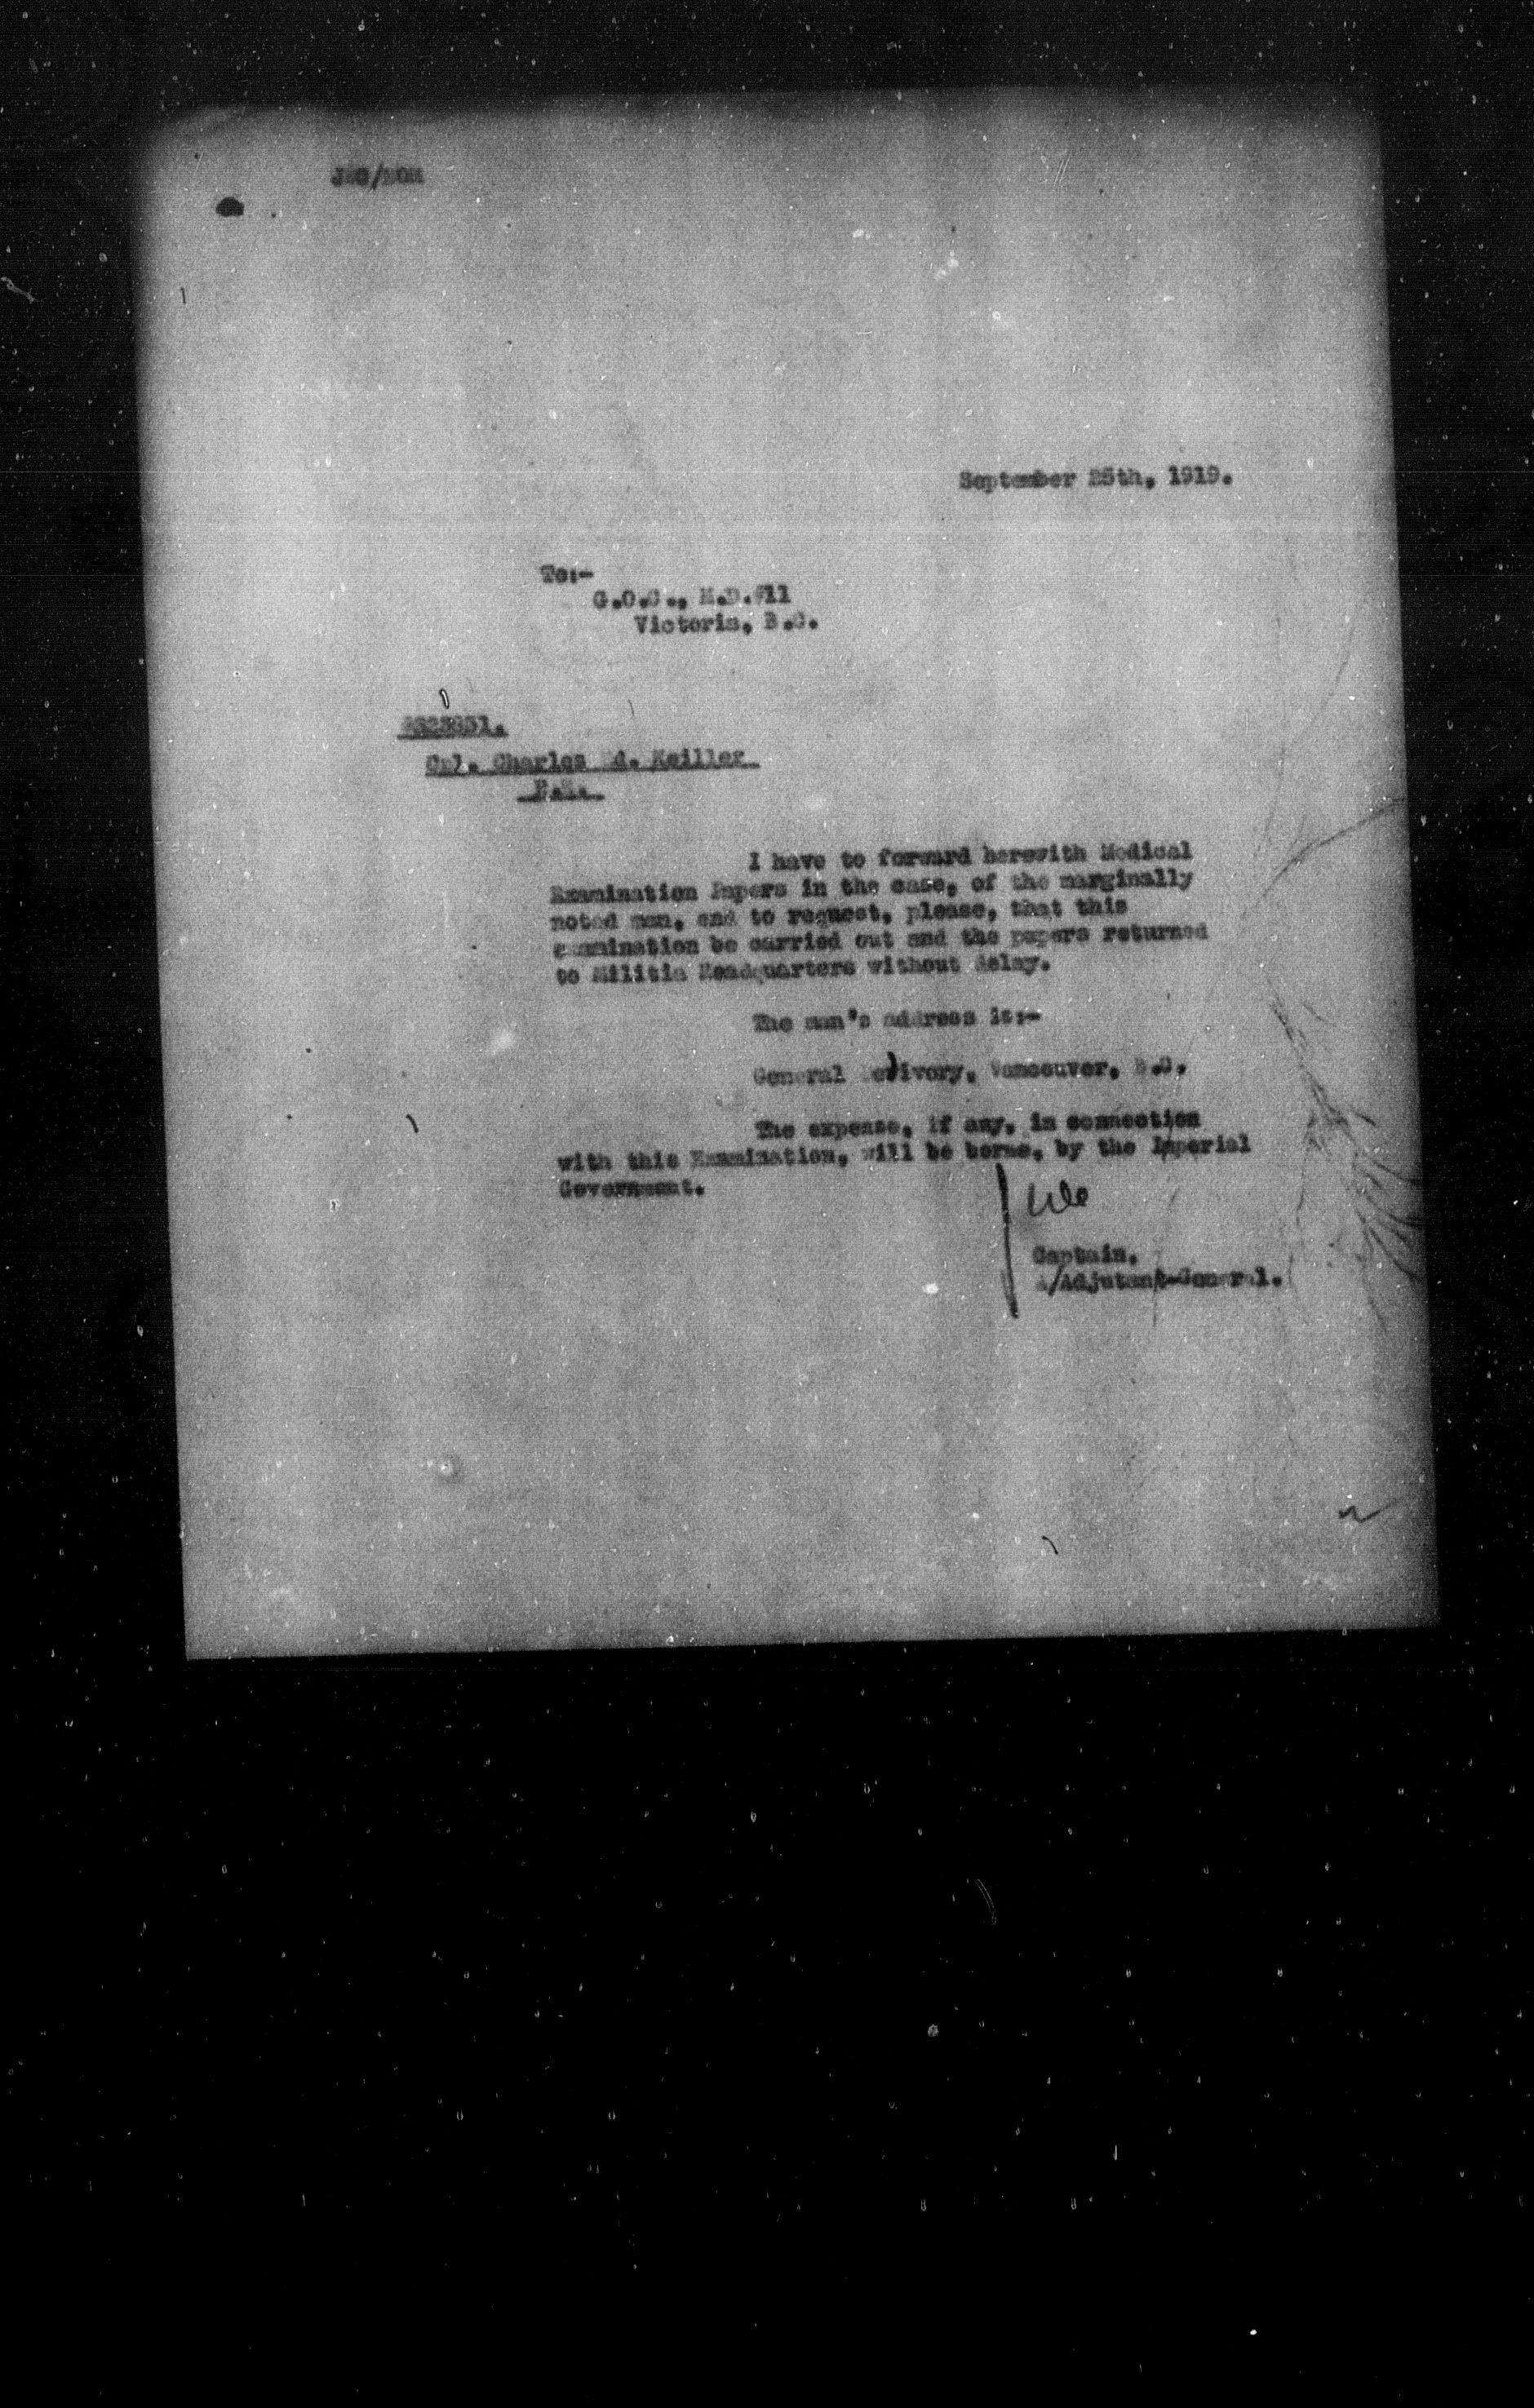 September 25th, 1919.
To:-
G.O.C., M.D.#11
Victoria, B.C.
Cpl. Charles Ed. Keiller
I have to forward herewith Medical
Examination Papers in the case, of the marginally
noted man, and to request, please, that this
examination be carried out and the papers returned
to Militia Headquarters without delay.
The man's address is:-
General Delivory, Vancouver, B.C.
The expense, if any, in connection
with this Examination, will be borne, by the Imperial
Government.
Captain.
A/Adjutant-General.